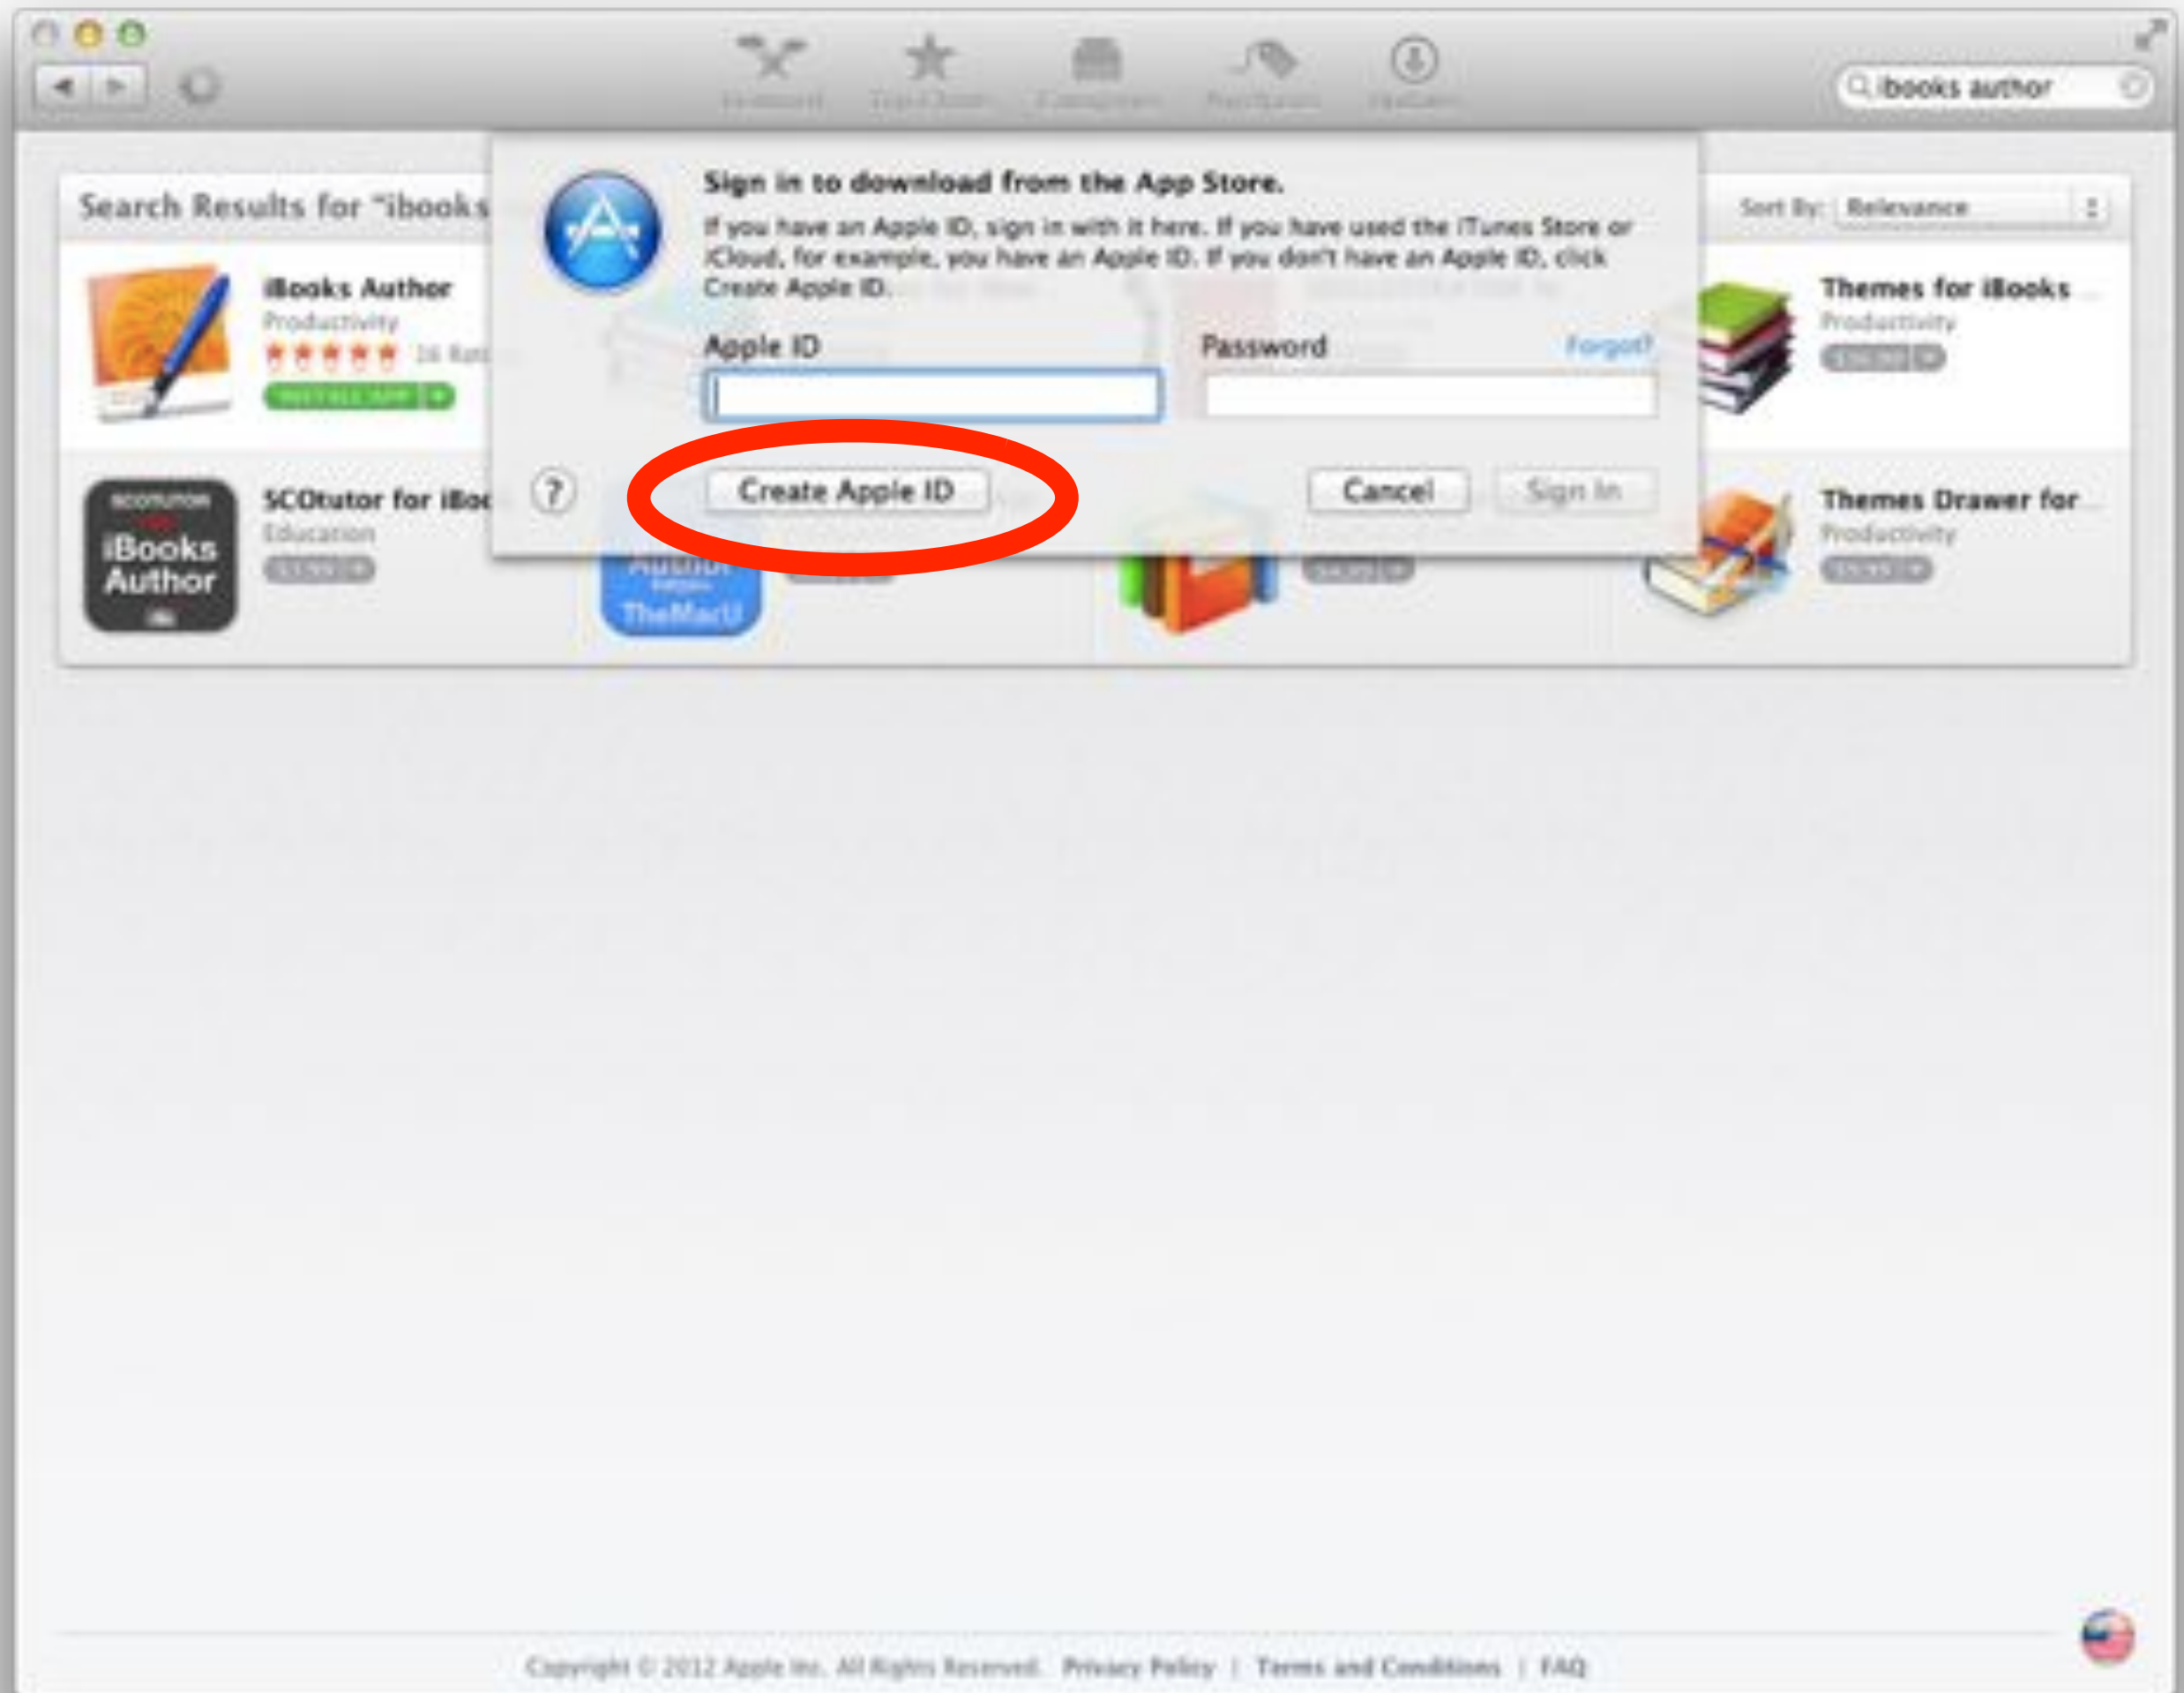 ibooks author
Sign in to download from the App Store.
If you have an Apple ID, sign in with it here. If you have used the iTunes Store or
iCloud, for example, you have an Apple ID. If you don't have an Apple ID, click
Create Apple ID.
Apple ID
Password
Forgot?
?
Create Apple ID
Cancel
Sign In
Search Results for "ibooks
Sort By: Relevance
iBooks Author
Productivity
INSTALL APP
Themes for iBooks ...
Productivity
SCOtutor for iBoo
Education
SCOTUTOR
iBooks
Author
Author
TheMacU
Themes Drawer for ...
Productivity
Copyright © 2012 Apple Inc. All Rights Reserved. Privacy Policy | Terms and Conditions | FAQ